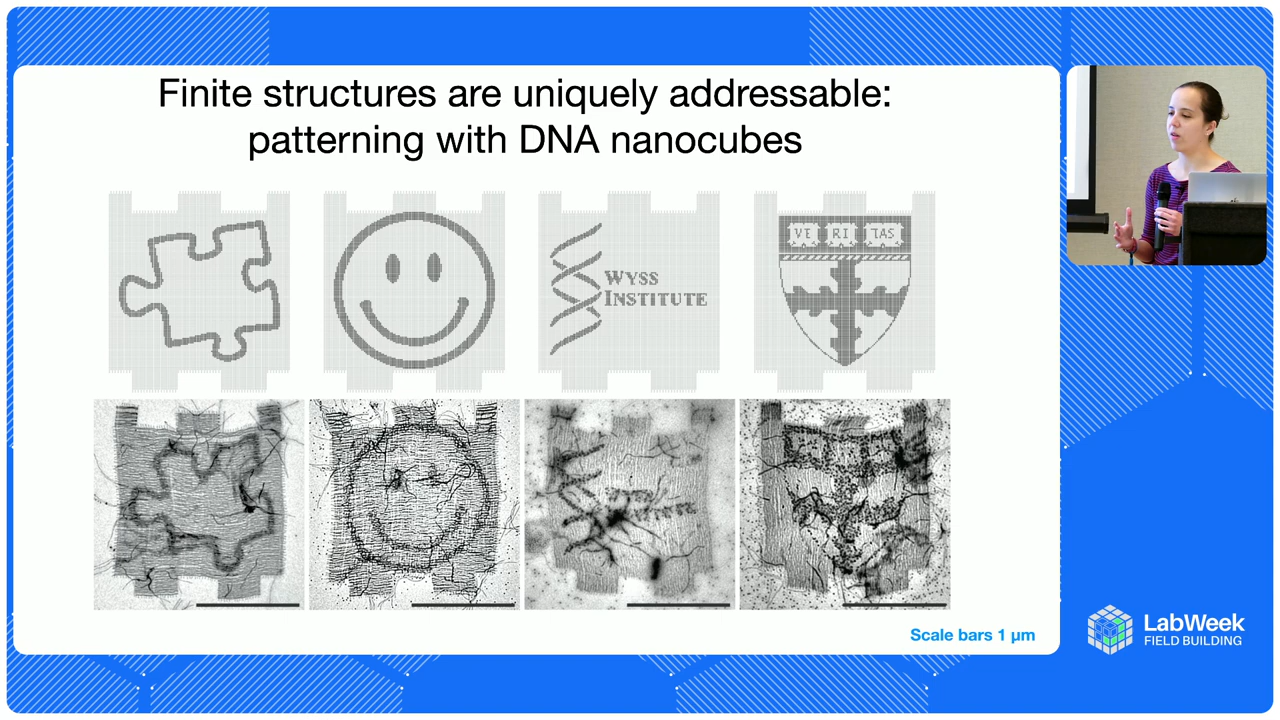 Finite structures are uniquely addressable:
patterning with DNA nanocubes
WYSS
INSTITUTE
VE RI TAS
Scale bars 1 µm
LabWeek
FIELD BUILDING